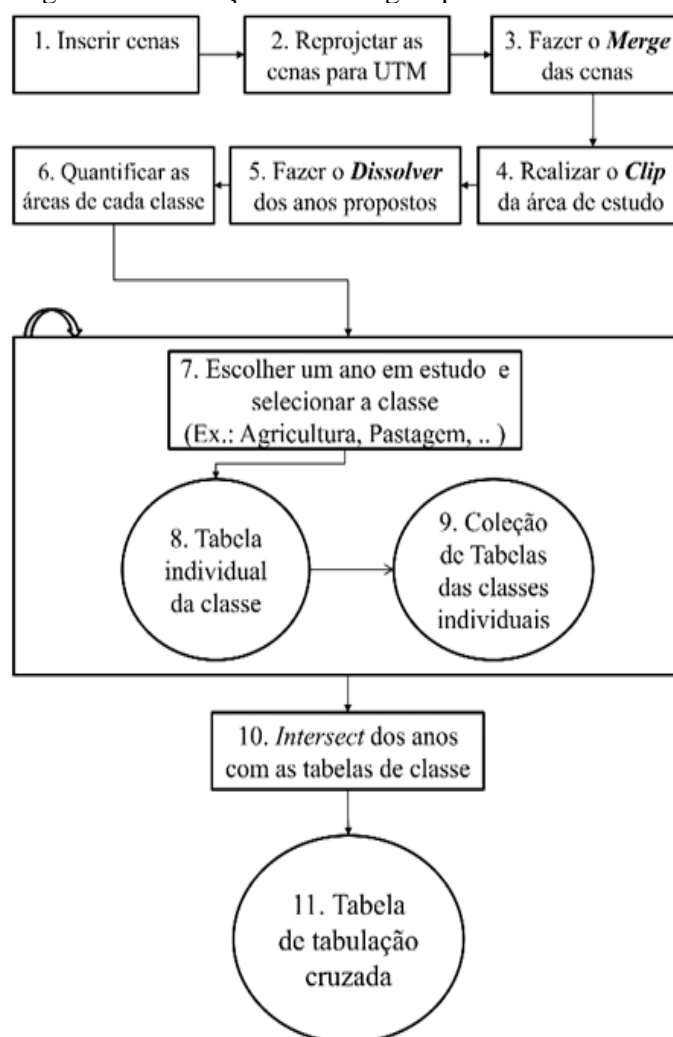 1. Inserir cenas
2. Reprojetar as
cenas para UTM
3. Fazer o Merge
das cenas
6. Quantificar as
áreas de cada classe
5. Fazer o Dissolver
dos anos propostos
4. Realizar o Clip
da área de estudo
7. Escolher um ano em estudo e
selecionar a classe
(Ex.: Agricultura, Pastagem, .. )
8. Tabela
individual
da classe
9. Coleção
de Tabelas
das classes
individuais
10. Intersect dos anos
com as tabelas de classe
11. Tabela
de tabulação
cruzada